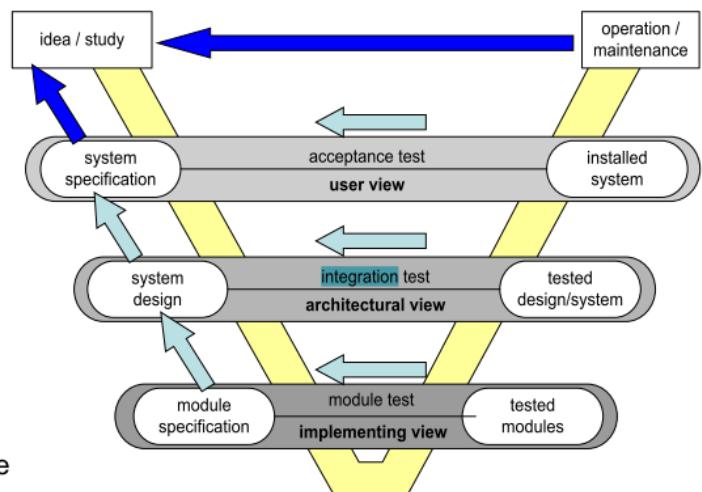 idea / study
operation /
maintenance
system
specification
acceptance test
user view
installed
system
system
design
integration test
architectural view
tested
design/system
module
specification
module test
implementing view
tested
modules
e